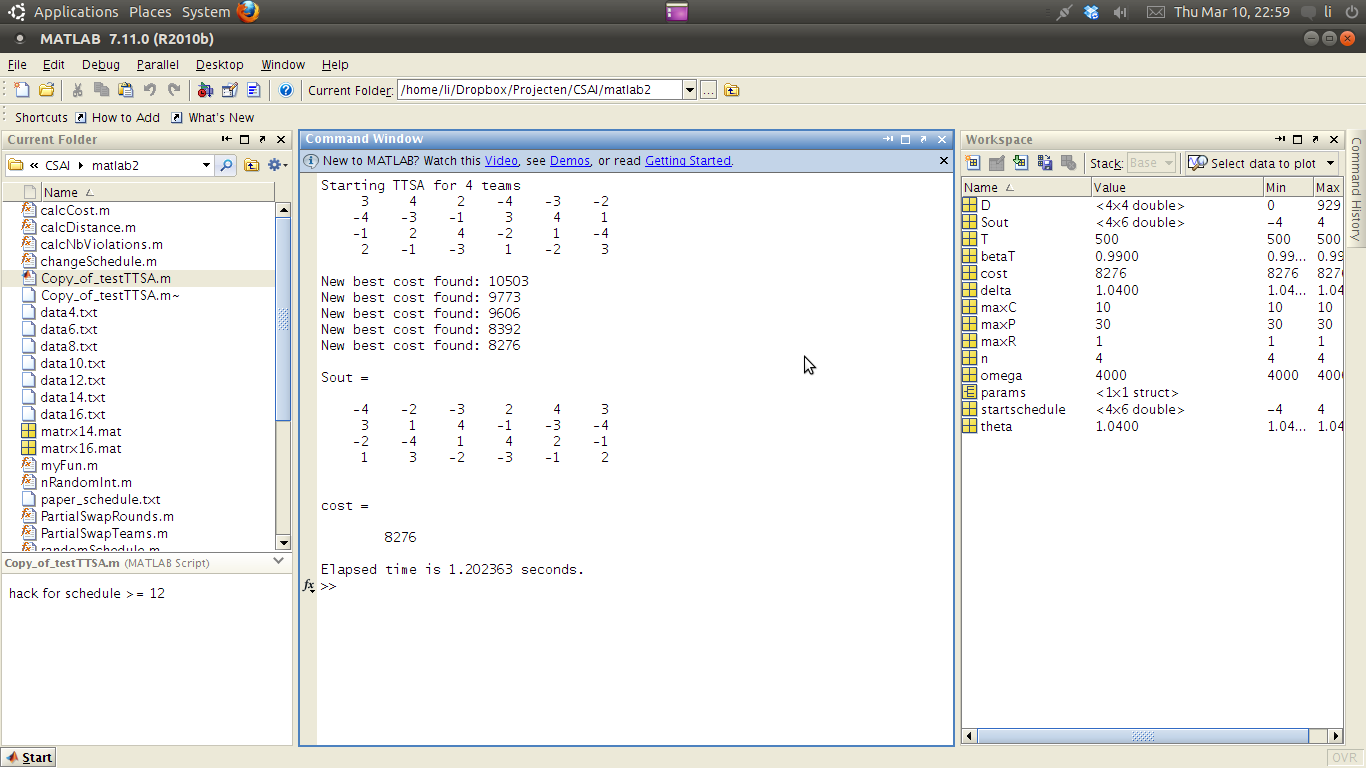 Applications Places System Thu Mar 10, 22:59 li
MATLAB 7.11.0 (R2010b)
File Edit Debug Parallel Desktop Window Help
Current Folder: /home/li/Dropbox/Projecten/CSAI/matlab2 ...
Shortcuts How to Add What's New
Current Folder
« CSAI matlab2
Name
calcCost.m
calcDistance.m
calcNbViolations.m
changeSchedule.m
Copy_of_testTTSA.m
Copy_of_testTTSA.m~
data4.txt
data6.txt
data8.txt
data10.txt
data12.txt
data14.txt
data16.txt
matrx14.mat
matrx16.mat
myFun.m
nRandomInt.m
paper_schedule.txt
PartialSwapRounds.m
PartialSwapTeams.m
randomSchedule.m
Copy_of_testTTSA.m (MATLAB Script)
hack for schedule >= 12
Start
Command Window
New to MATLAB? Watch this Video, see Demos, or read Getting Started.
Starting TTSA for 4 teams
3 4 2 -4 -3 -2
-4 -3 -1 3 4 1
-1 2 4 -2 1 -4
2 -1 -3 1 -2 3
New best cost found: 10503
New best cost found: 9773
New best cost found: 9606
New best cost found: 8392
New best cost found: 8276
Sout =
-4 -2 -3 2 4 3
3 1 4 -1 -3 -4
-2 -4 1 4 2 -1
1 3 -2 -3 -1 2
cost =
8276
Elapsed time is 1.202363 seconds.
fx >>
Workspace
Stack: Base Select data to plot
Name Value Min Max
D <4x4 double> 0 929
Sout <4x6 double> -4 4
T 500 500 500
betaT 0.9900 0.99... 0.99
cost 8276 8276 8276
delta 1.0400 1.04... 1.04
maxC 10 10 10
maxP 30 30 30
maxR 1 1 1
n 4 4 4
omega 4000 4000 400
params <1x1 struct>
startschedule <4x6 double> -4 4
theta 1.0400 1.04... 1.04
Command History
OVR